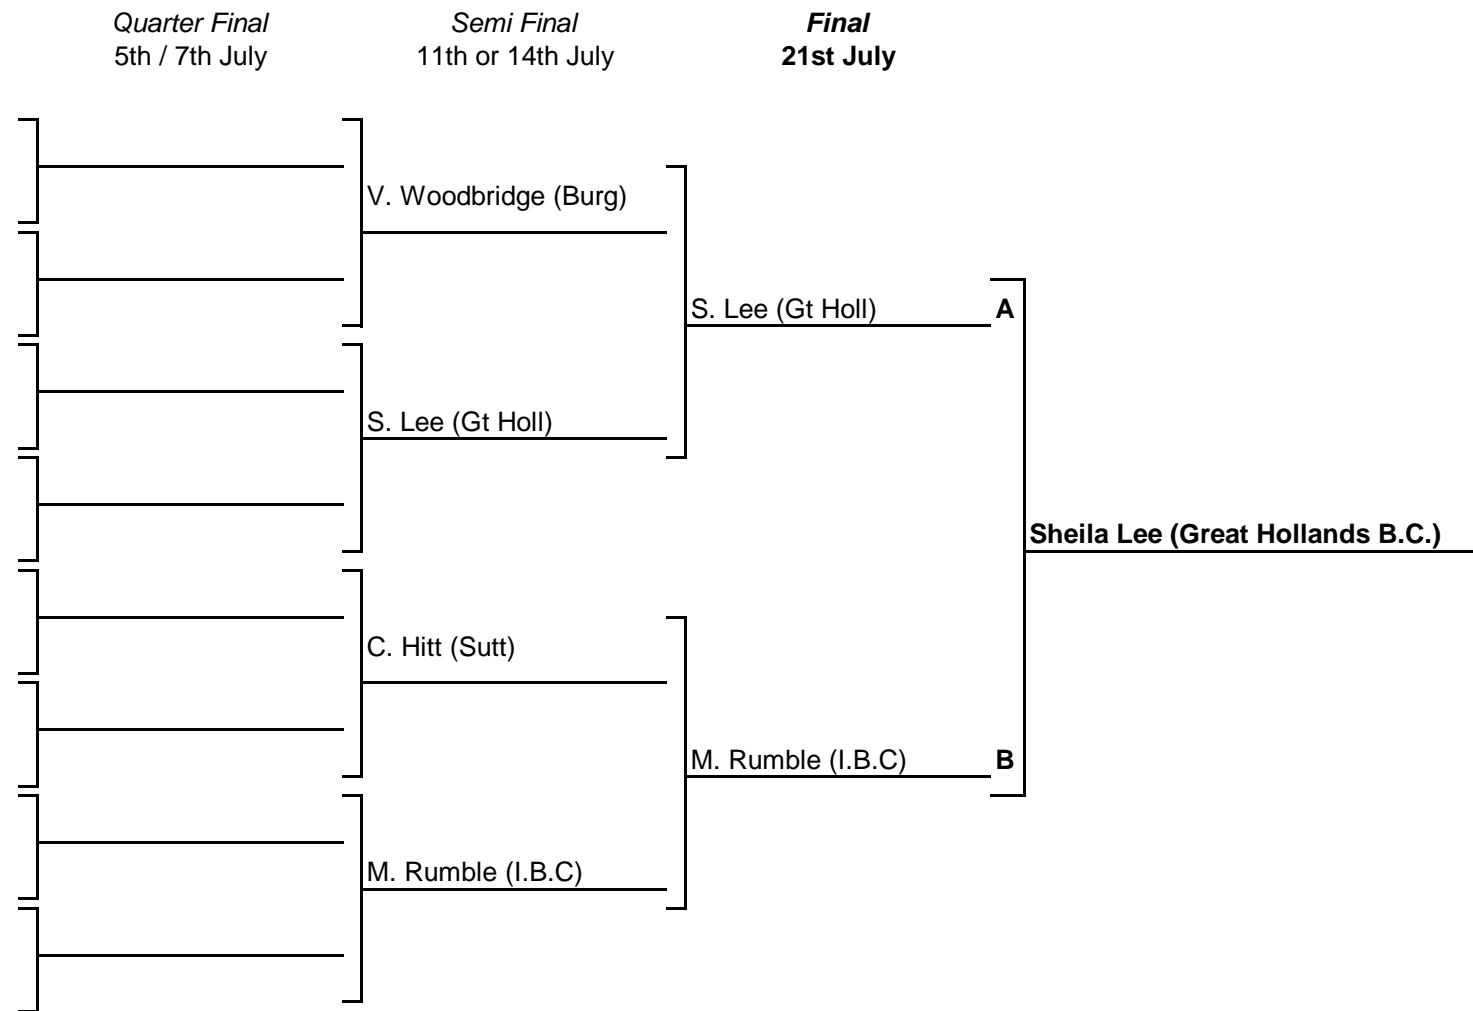 Quarter Final
5th / 7th July
Semi Final
11th or 14th July
Final
21st July
V. Woodbridge (Burg)
S. Lee (Gt Holl)
A
S. Lee (Gt Holl)
Sheila Lee (Great Hollands B.C.)
C. Hitt (Sutt)
M. Rumble (I.B.C)
B
M. Rumble (I.B.C)